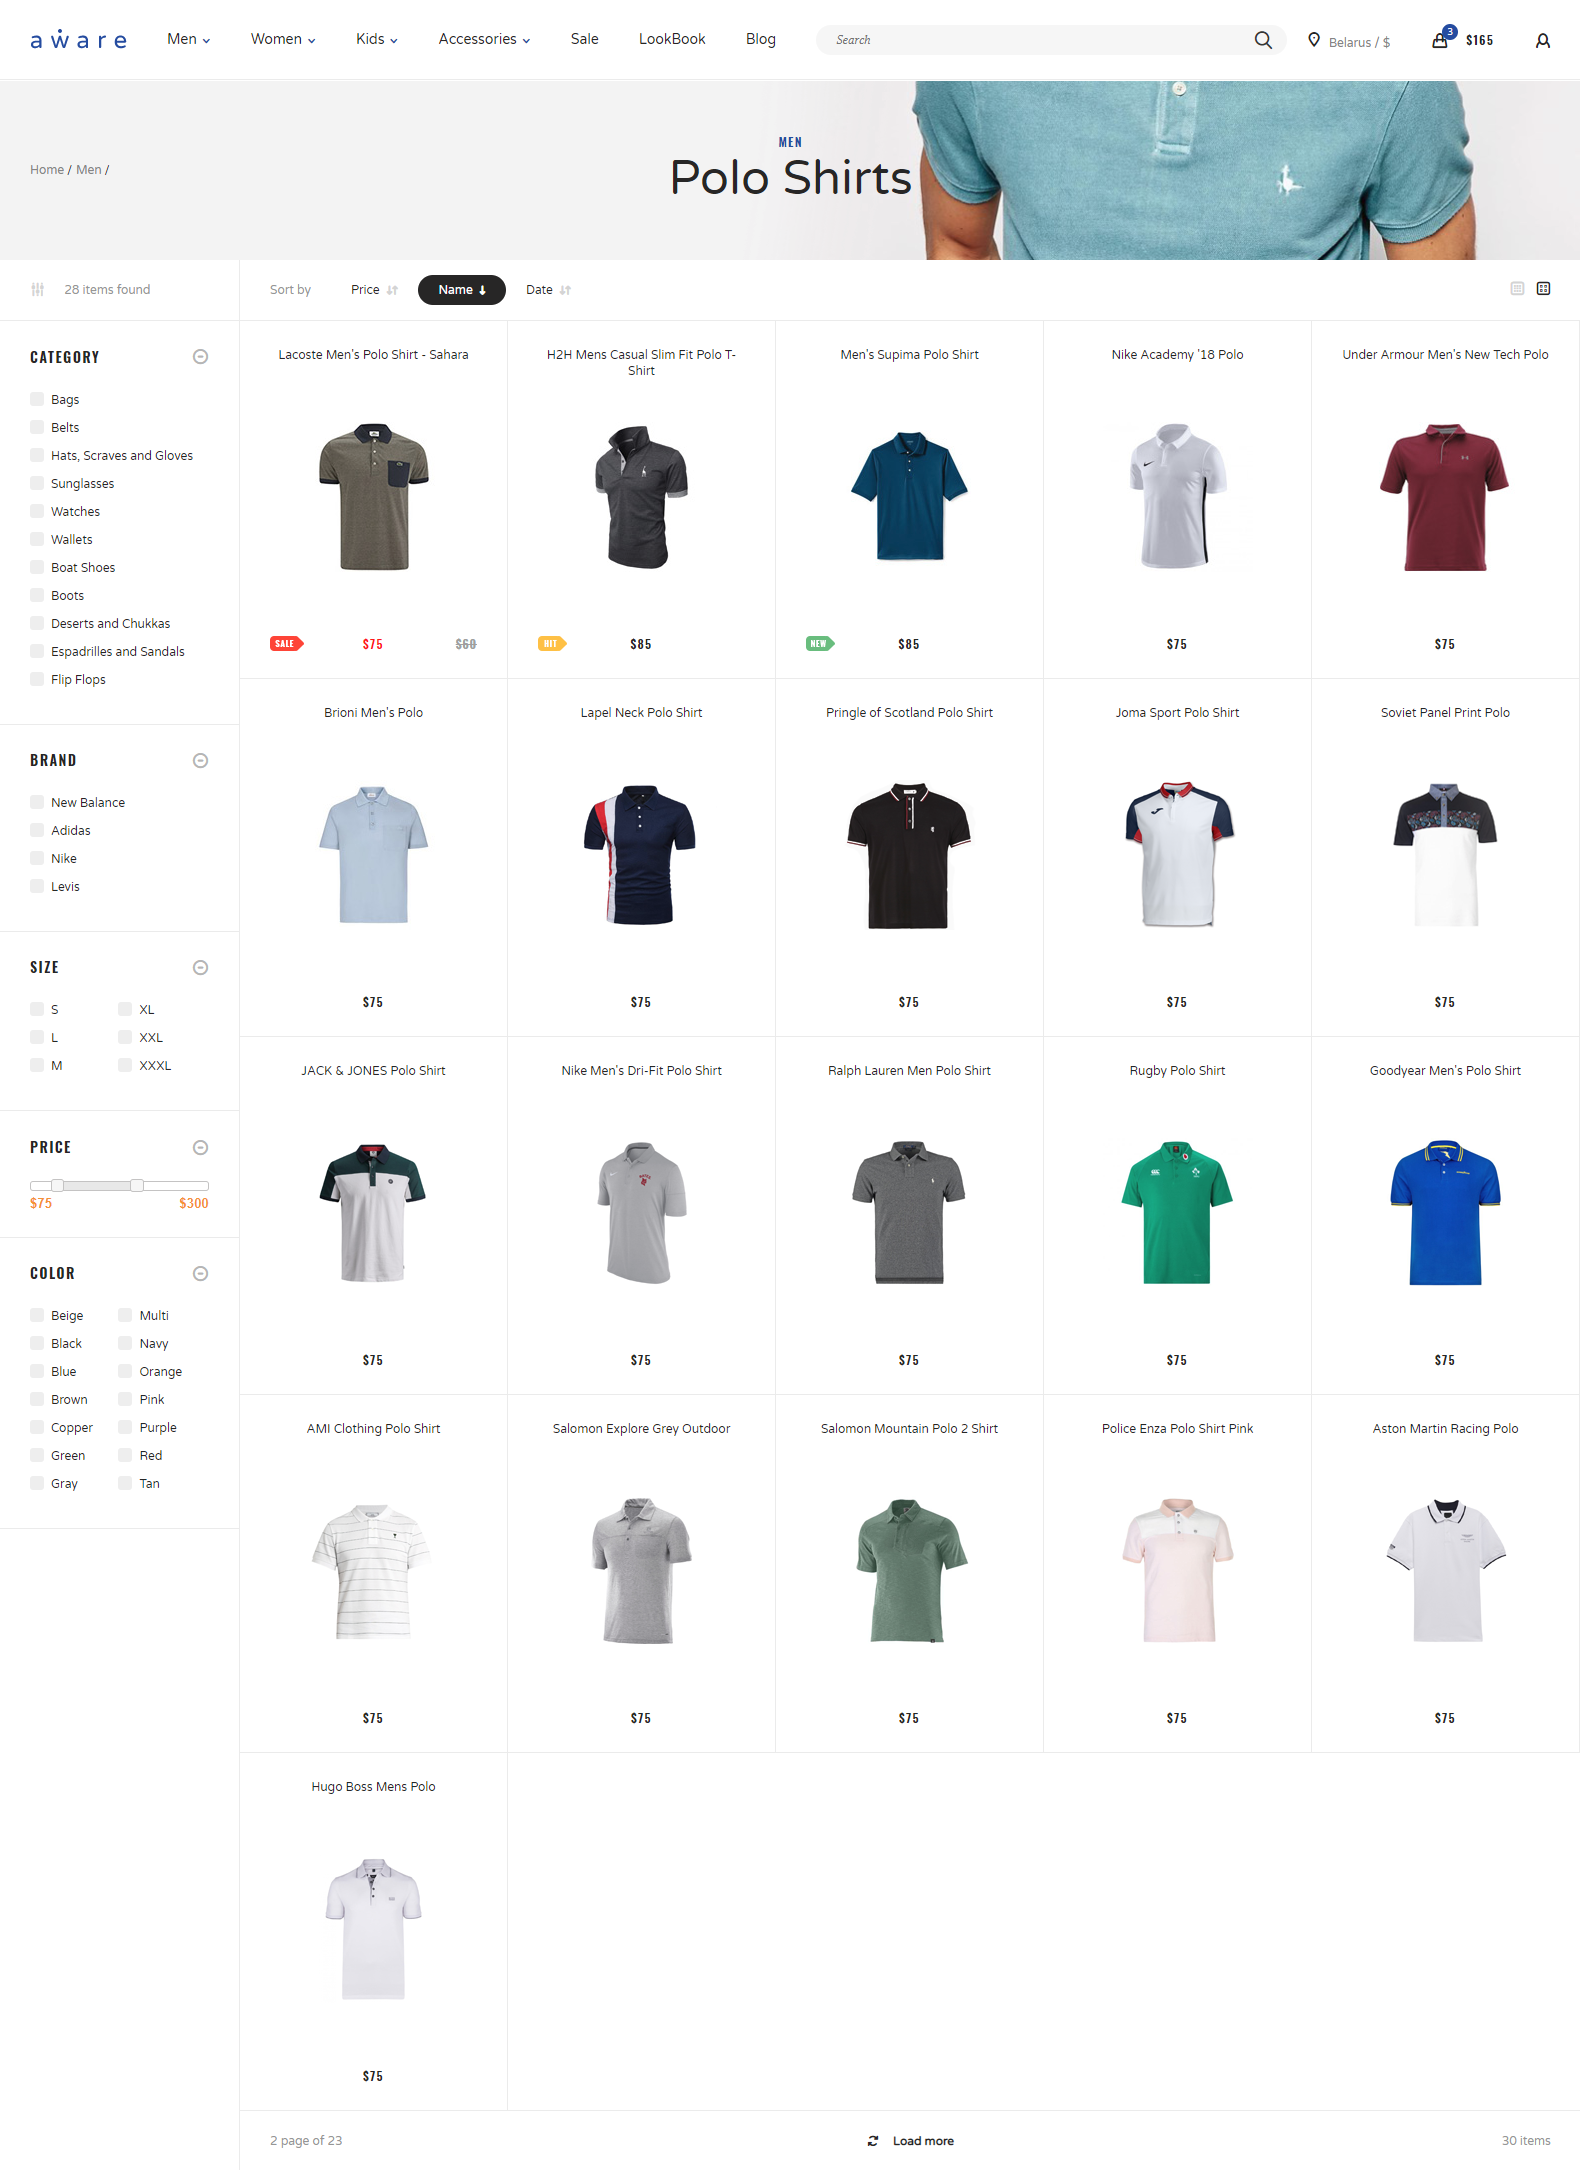 aware
Men
Women
Kids
Accessories
Sale
LookBook
Blog
Search
Belarus / $
3
$165
Home / Men /
MEN
Polo Shirts
28 items found
Sort by
Price
Name
Date
CATEGORY
Bags
Belts
Hats, Scraves and Gloves
Sunglasses
Watches
Wallets
Boat Shoes
Boots
Deserts and Chukkas
Espadrilles and Sandals
Flip Flops
BRAND
New Balance
Adidas
Nike
Levis
SIZE
S
XL
L
XXL
M
XXXL
PRICE
$75
$300
COLOR
Beige
Multi
Black
Navy
Blue
Orange
Brown
Pink
Copper
Purple
Green
Red
Gray
Tan
Lacoste Men's Polo Shirt - Sahara
SALE
$75
$60
H2H Mens Casual Slim Fit Polo T-
Shirt
HIT
$85
Men's Supima Polo Shirt
NEW
$85
Nike Academy '18 Polo
$75
Under Armour Men's New Tech Polo
$75
Brioni Men's Polo
$75
Lapel Neck Polo Shirt
$75
Pringle of Scotland Polo Shirt
$75
Joma Sport Polo Shirt
$75
Soviet Panel Print Polo
$75
JACK & JONES Polo Shirt
$75
Nike Men's Dri-Fit Polo Shirt
$75
Ralph Lauren Men Polo Shirt
$75
Rugby Polo Shirt
$75
Goodyear Men's Polo Shirt
$75
AMI Clothing Polo Shirt
$75
Salomon Explore Grey Outdoor
$75
Salomon Mountain Polo 2 Shirt
$75
Police Enza Polo Shirt Pink
$75
Aston Martin Racing Polo
$75
Hugo Boss Mens Polo
$75
2 page of 23
Load more
30 items